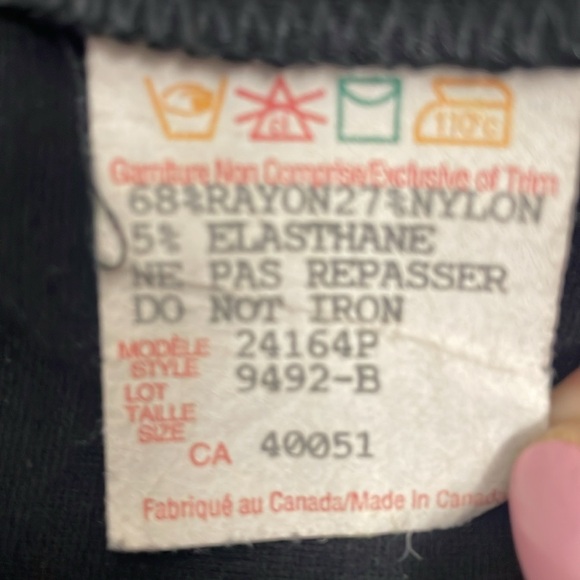 cl 110°c
Garniture Non Comprise/Exclusive of Trim
68%RAYON27%NYLON
5% ELASTHANE
NE PAS REPASSER
DO NOT IRON
MODÈLE 24164P
STYLE 9492-B
LOT
TAILLE
SIZE
CA 40051
Fabriqué au Canada/Made In Canada